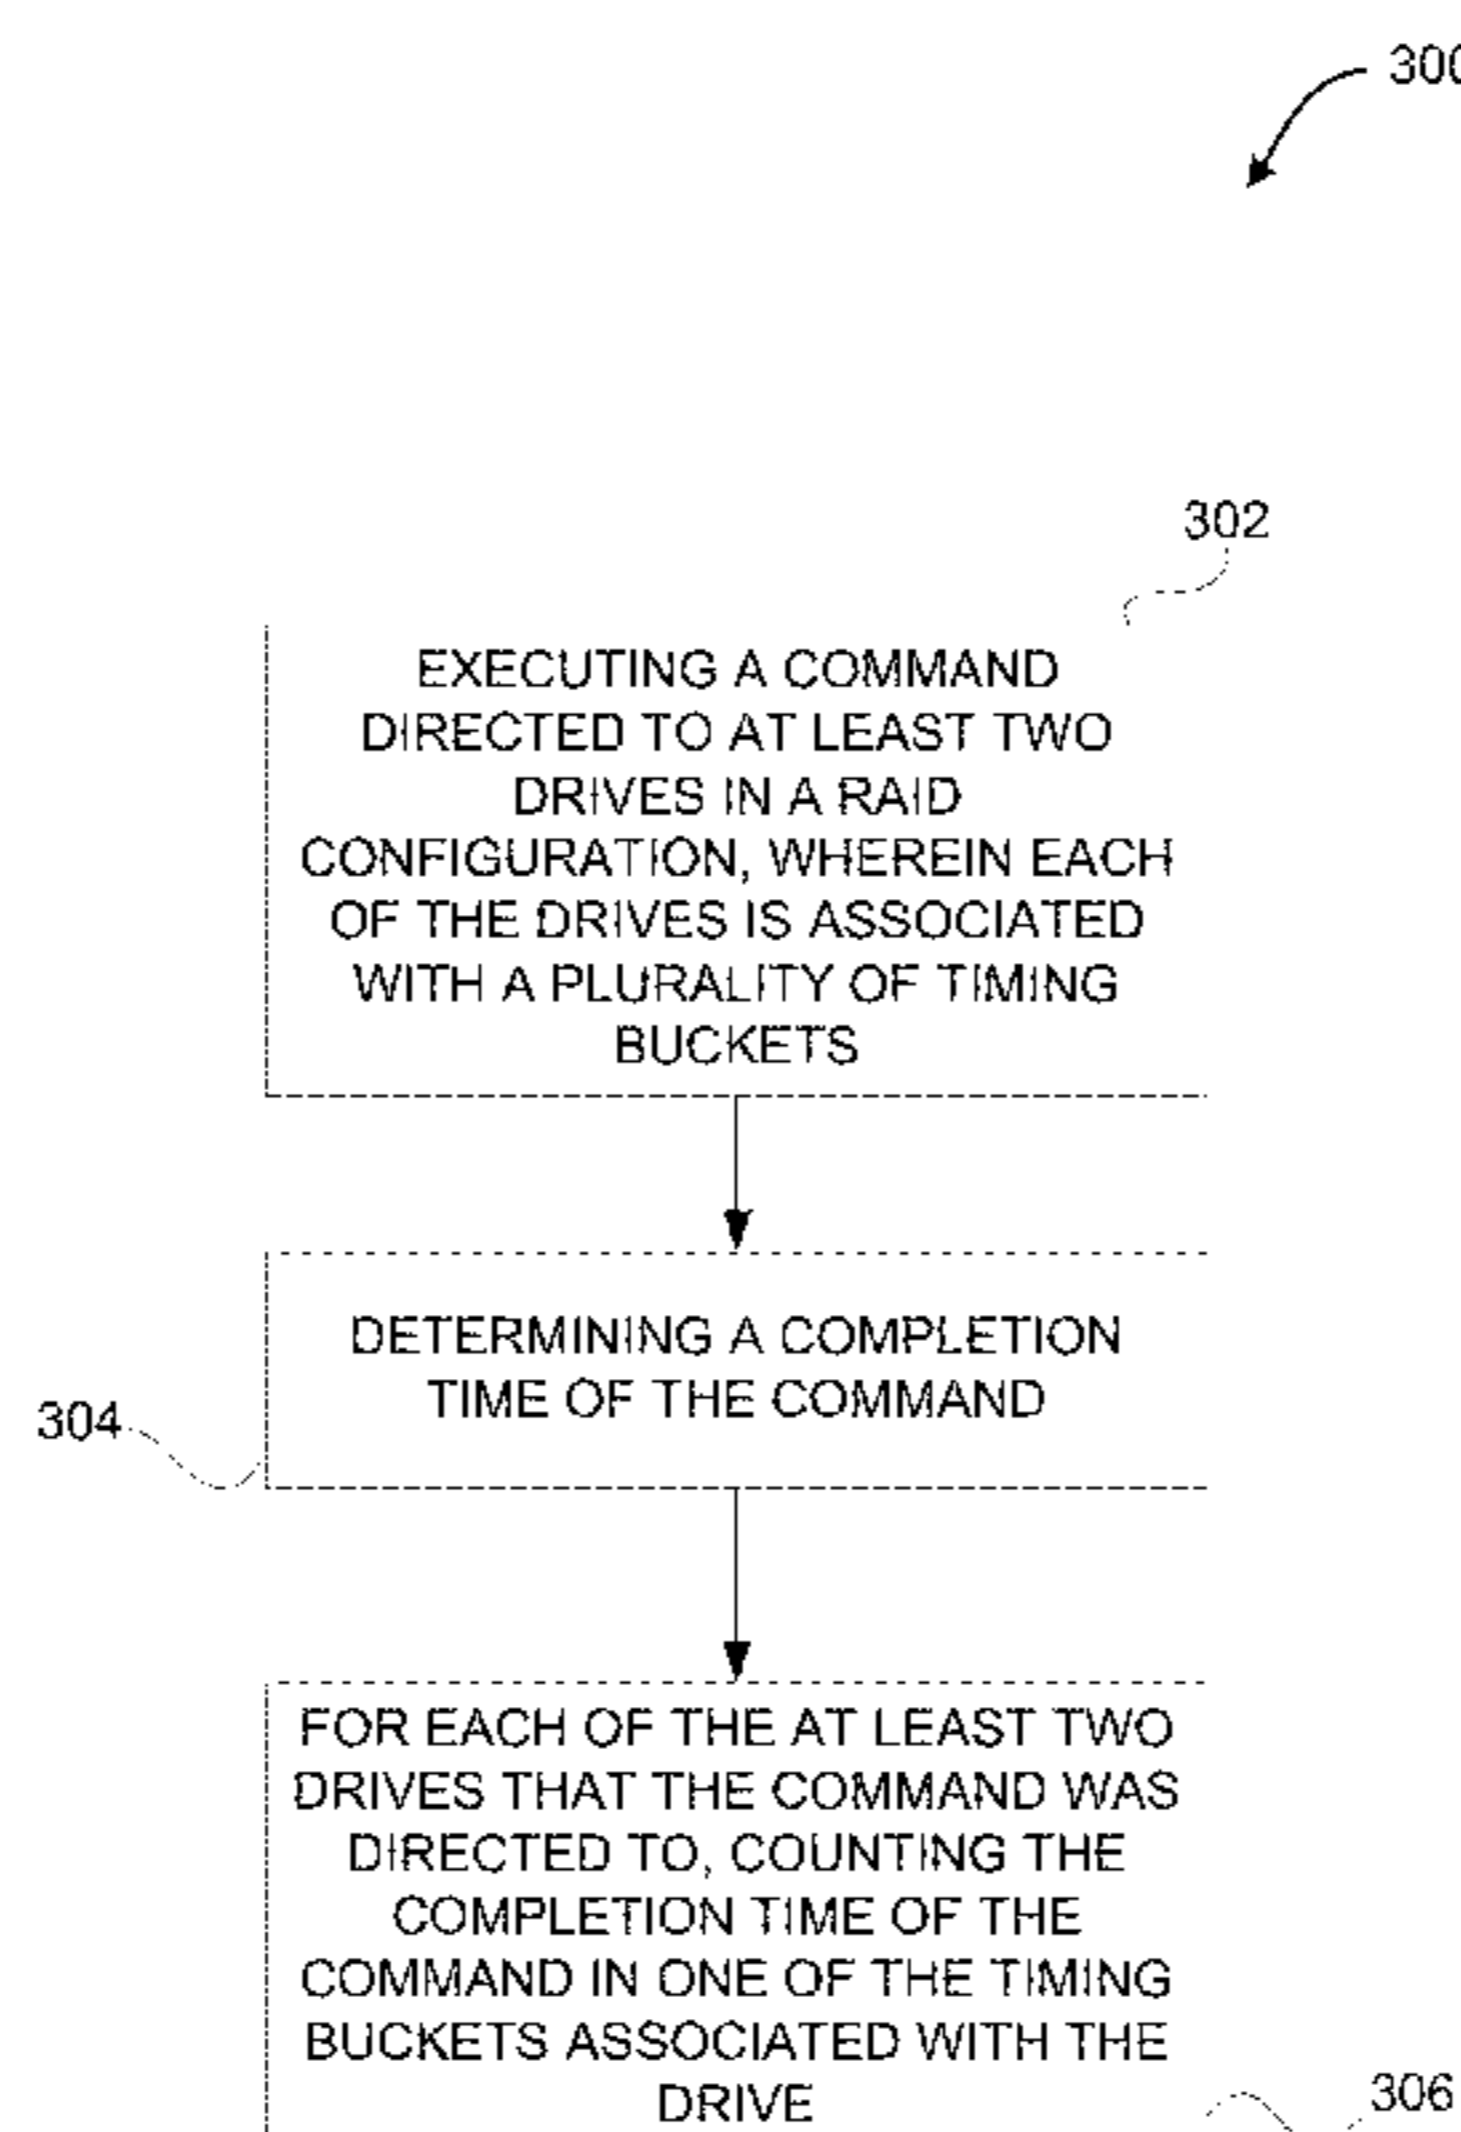 300
302
EXECUTING A COMMAND
DIRECTED TO AT LEAST TWO
DRIVES IN A RAID
CONFIGURATION, WHEREIN EACH
OF THE DRIVES IS ASSOCIATED
WITH A PLURALITY OF TIMING
BUCKETS
DETERMINING A COMPLETION
TIME OF THE COMMAND
304
FOR EACH OF THE AT LEAST TWO
DRIVES THAT THE COMMAND WAS
DIRECTED TO, COUNTING THE
COMPLETION TIME OF THE
COMMAND IN ONE OF THE TIMING
BUCKETS ASSOCIATED WITH THE
DRIVE
306